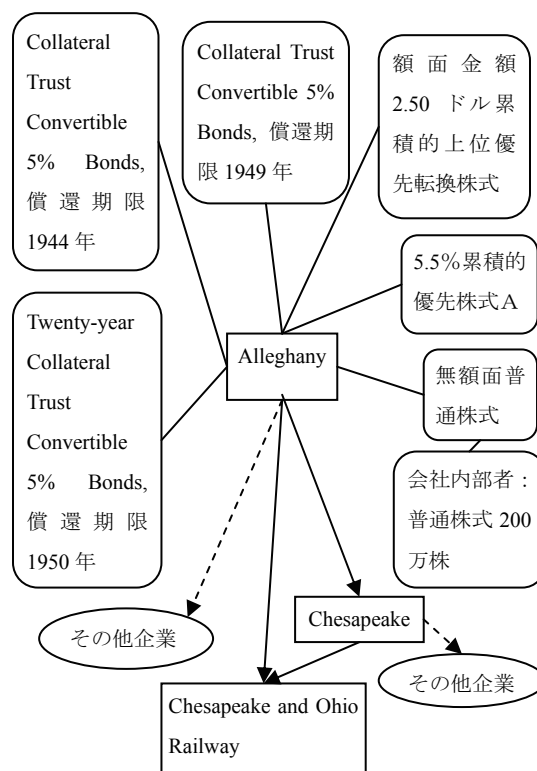 Collateral
Trust
Convertible
5% Bonds,
償還期限
1944 年
Collateral Trust
Convertible 5%
Bonds, 償還期
限 1949 年
額面金額
2.50 ドル累
積的上位優
先転換株式
5.5%累積的
優先株式A
Twenty-year
Collateral
Trust
Convertible
5% Bonds,
償還期限
1950 年
Alleghany
無額面普
通株式
会社内部者：
普通株式 200
万株
Chesapeake
その他企業
その他企業
Chesapeake and Ohio
Railway